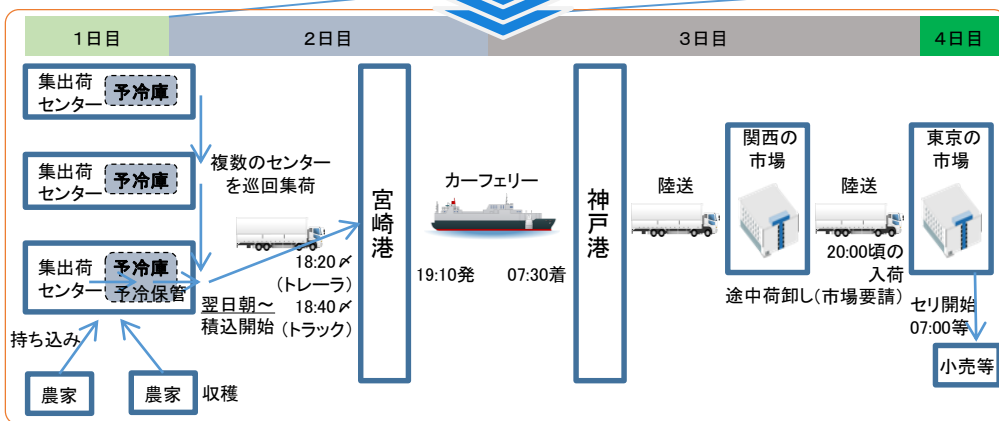 1日目
2日目
3日目
4日目
集出荷
センター
予冷庫
集出荷
センター
予冷庫
集出荷
センター
予冷庫
予冷保管
持ち込み
農家
農家
収穫
複数のセンター
を巡回集荷
18:20〆
(トレーラ)
翌日朝～
積込開始
18:40〆
(トラック)
宮崎港
カーフェリー
19:10発
07:30着
神戸港
陸送
関西の
市場
途中荷卸し(市場要請)
陸送
20:00頃の
入荷
東京の
市場
セリ開始
07:00等
小売等